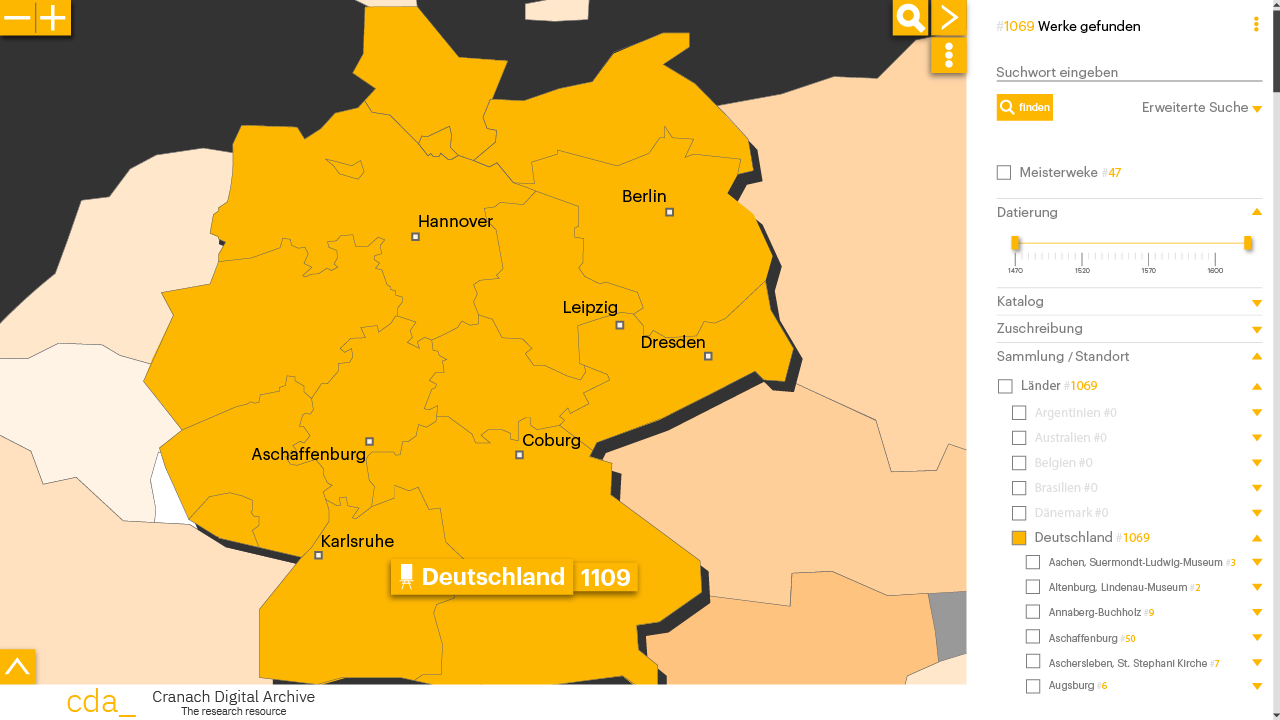 Berlin
Hannover
Leipzig
Dresden
Coburg
Aschaffenburg
Karlsruhe
Deutschland 1109
cda_
Cranach Digital Archive
The research resource
#1069 Werke gefunden
Suchwort eingeben
finden
Erweiterte Suche
Meisterweke #47
Datierung
1470 1520 1570 1600
Katalog
Zuschreibung
Sammlung / Standort
Länder #1069
Argentinien #0
Australien #0
Belgien #0
Brasilien #0
Dänemark #0
Deutschland #1069
Aachen, Suermondt-Ludwig-Museum #3
Altenburg, Lindenau-Museum #2
Annaberg-Buchholz #9
Aschaffenburg #50
Aschersleben, St. Stephani Kirche #7
Augsburg #6